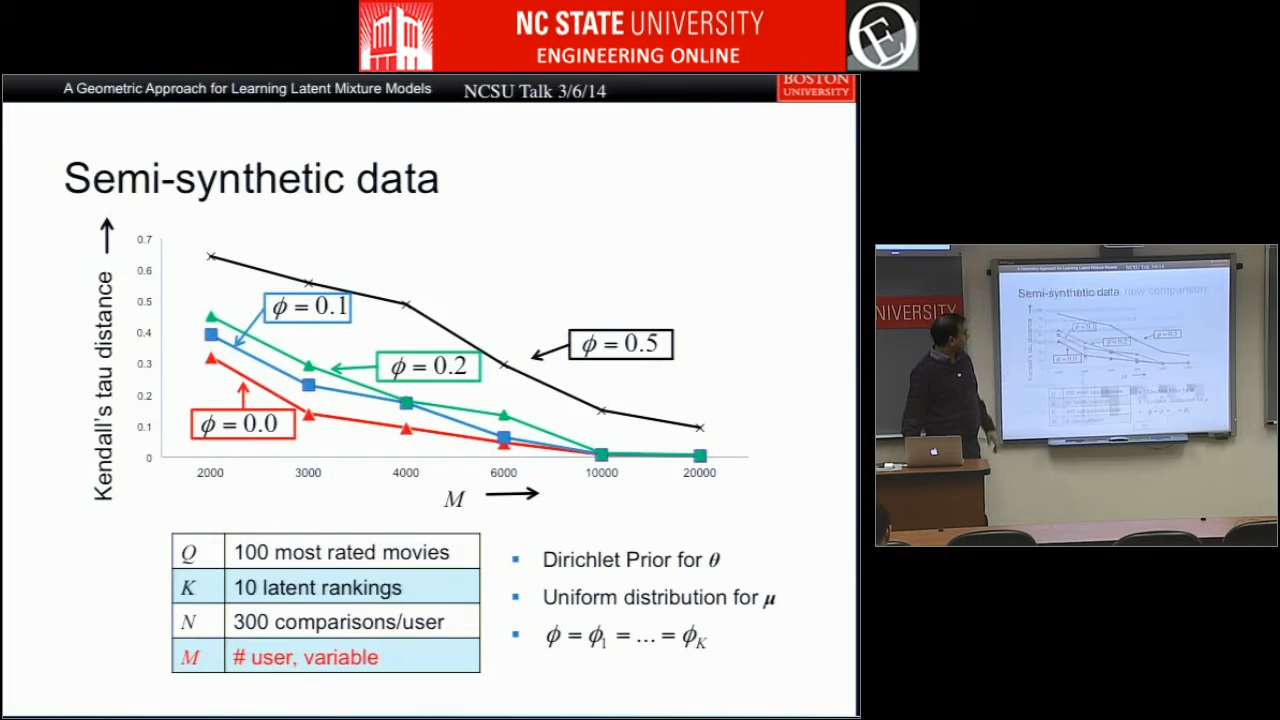 NC STATE UNIVERSITY
ENGINEERING ONLINE
A Geometric Approach for Learning Latent Mixture Models
NCSU Talk 3/6/14
BOSTON
UNIVERSITY
Semi-synthetic data
Kendall's tau distance
0.7
0.6
0.5
0.4
0.3
0.2
0.1
0
ϕ = 0.1
ϕ = 0.2
ϕ = 0.5
ϕ = 0.0
2000 3000 4000 6000 10000 20000
M
Q 100 most rated movies
K 10 latent rankings
N 300 comparisons/user
M # user, variable
▪ Dirichlet Prior for θ
▪ Uniform distribution for μ
▪ ϕ = ϕ₁ = … = ϕ_K
IVERSITY
Semi-synthetic data